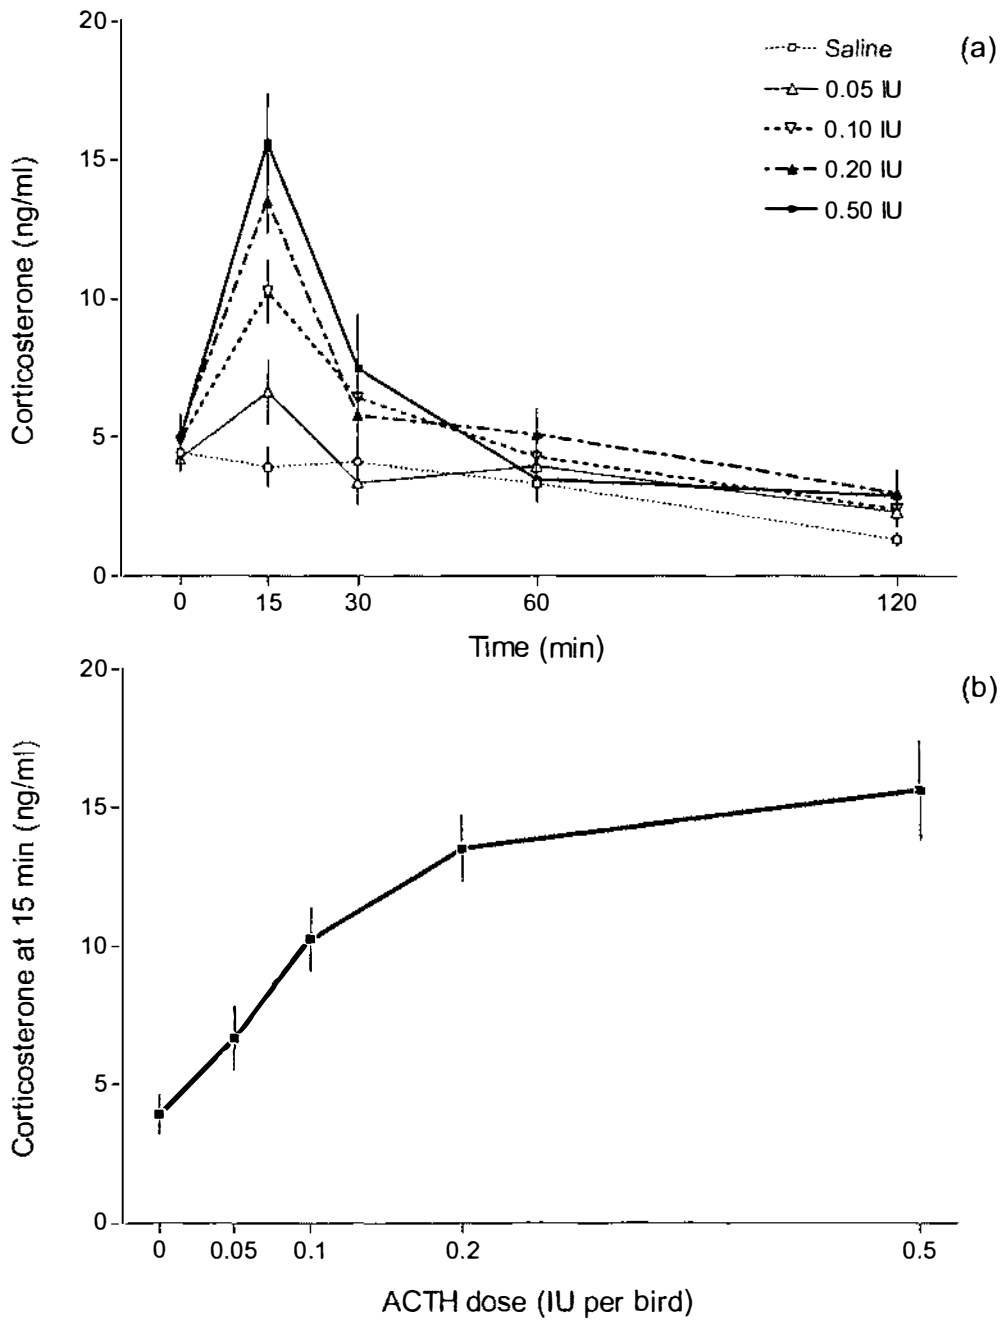 (a)
20
15
10
5
0
Corticosterone (ng/ml)
Saline
0.05 IU
0.10 IU
0.20 IU
0.50 IU
0 15 30 60 120
Time (min)
(b)
20
15
10
5
0
Corticosterone at 15 min (ng/ml)
0 0.05 0.1 0.2 0.5
ACTH dose (IU per bird)